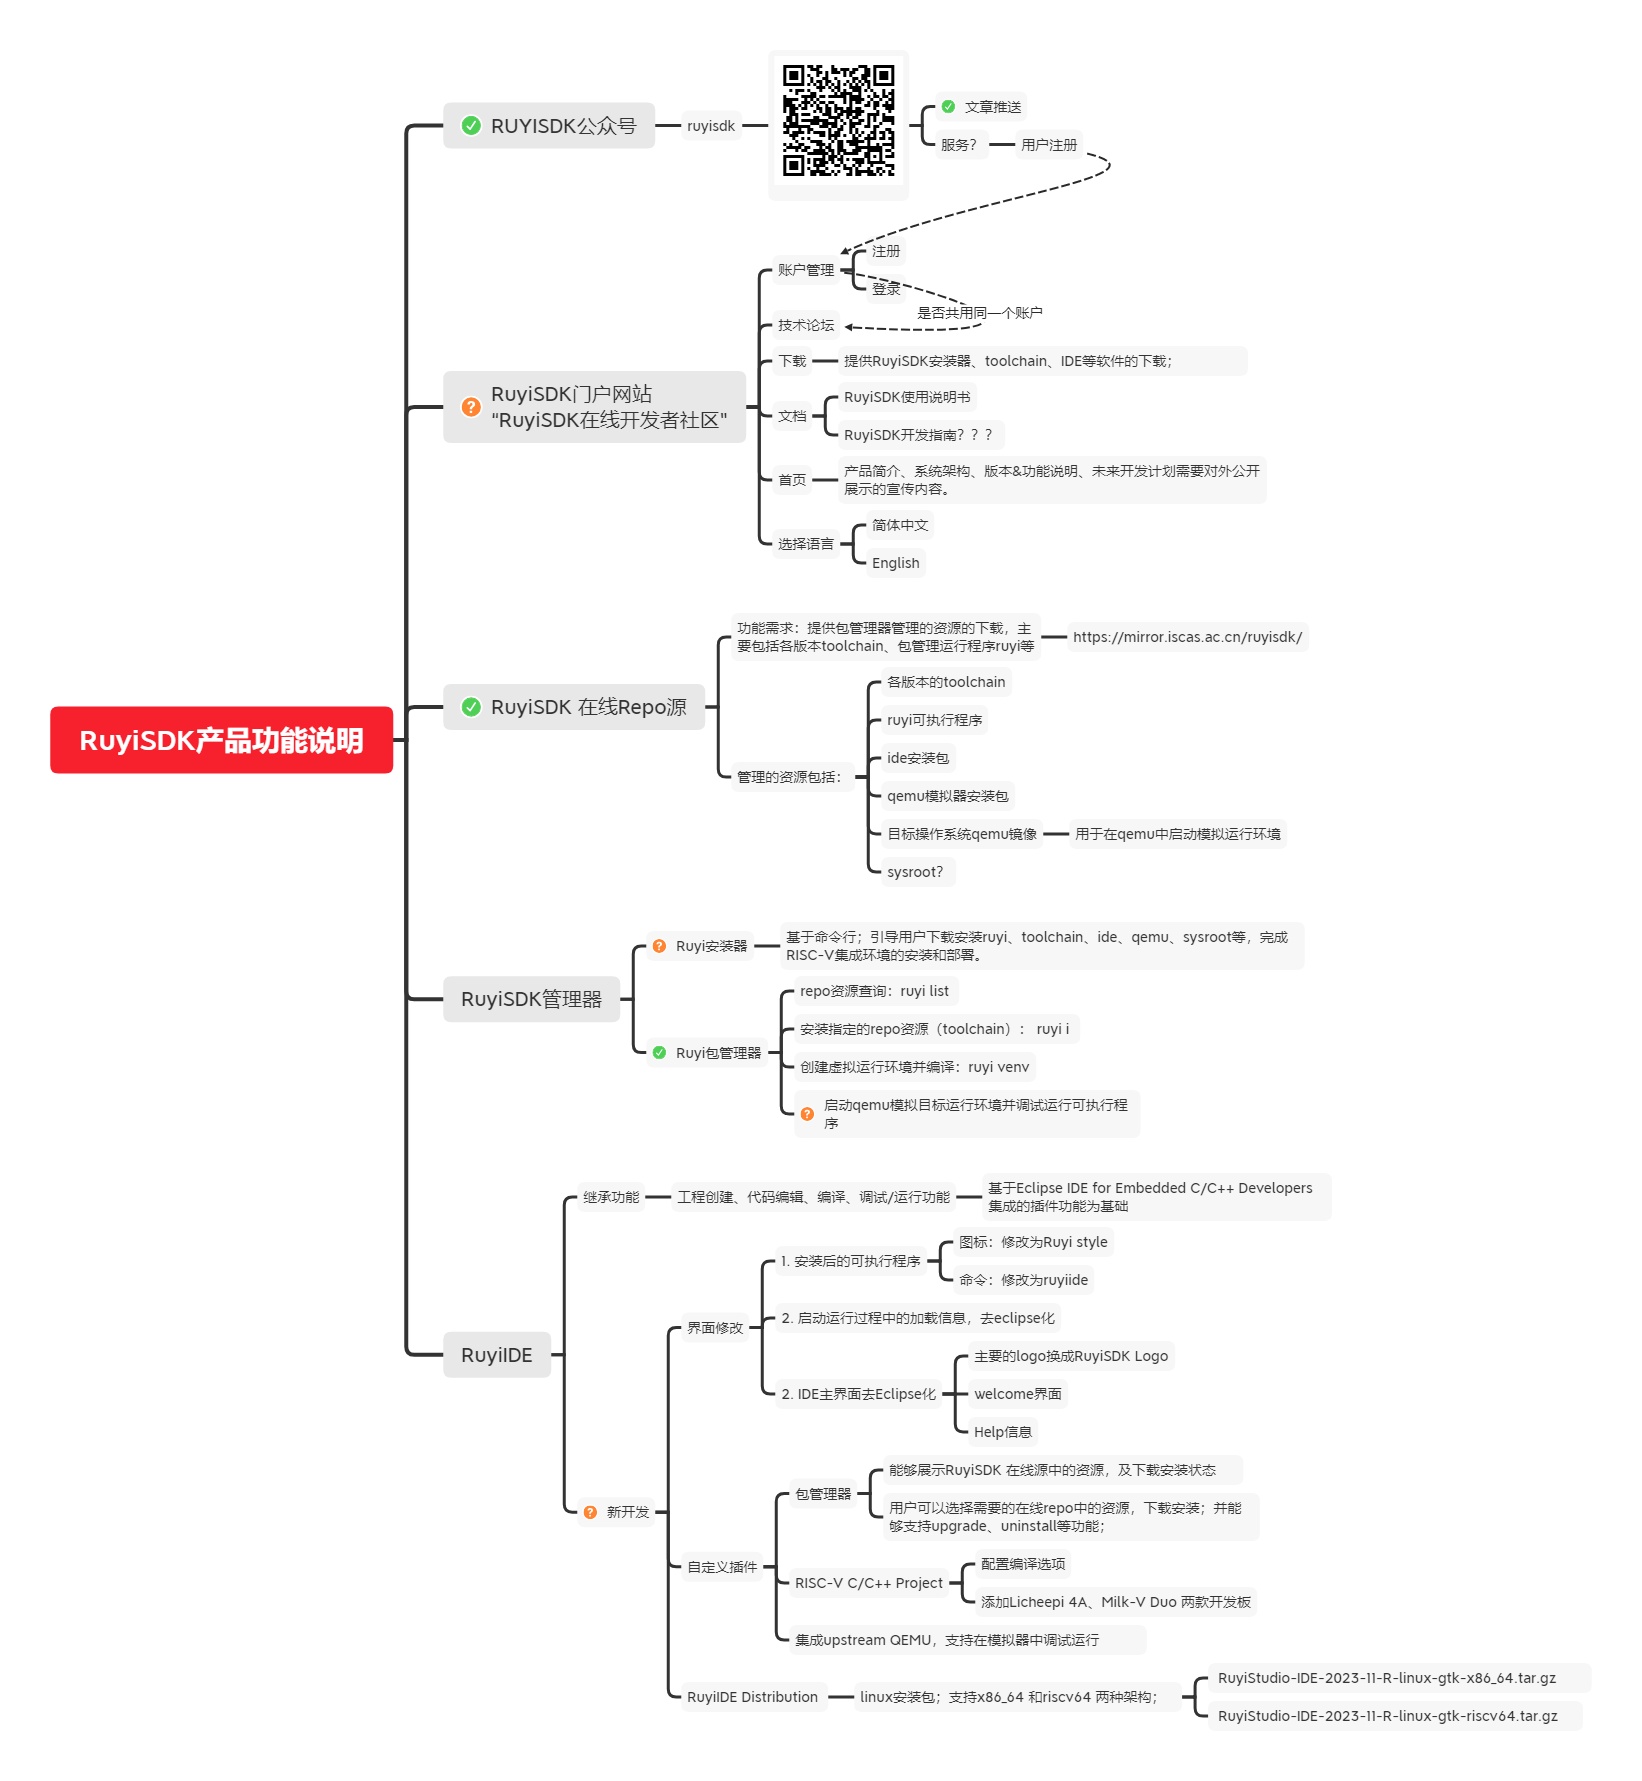 RuyiSDK产品功能说明
RUYISDK公众号
ruyisdk
文章推送
服务?
用户注册
RuyiSDK门户网站
“RuyiSDK在线开发者社区"
账户管理
注册
登录
是否共用同一个账户
技术论坛
下载
提供RuyiSDK安装器、toolchain、IDE等软件的下载；
文档
RuyiSDK使用说明书
RuyiSDK开发指南？？？
首页
产品简介、系统架构、版本&功能说明、未来开发计划需要对外公开
展示的宣传内容。
选择语言
简体中文
English
RuyiSDK 在线Repo源
功能需求：提供包管理器管理的资源的下载，主
要包括各版本toolchain、包管理运行程序ruyi等
https://mirror.iscas.ac.cn/ruyisdk/
管理的资源包括：
各版本的toolchain
ruyi可执行程序
ide安装包
qemu模拟器安装包
目标操作系统qemu镜像
用于在qemu中启动模拟运行环境
sysroot?
RuyiSDK管理器
Ruyi安装器
基于命令行；引导用户下载安装ruyi、toolchain、ide、qemu、sysroot等，完成
RISC-V集成环境的安装和部署。
Ruyi包管理器
repo资源查询：ruyi list
安装指定的repo资源（toolchain）： ruyi i
创建虚拟运行环境并编译：ruyi venv
启动qemu模拟目标运行环境并调试运行可执行程
序
RuyiIDE
继承功能
工程创建、代码编辑、编译、调试/运行功能
基于Eclipse IDE for Embedded C/C++ Developers
集成的插件功能为基础
新开发
界面修改
1. 安装后的可执行程序
图标：修改为Ruyi style
命令：修改为ruyiide
2. 启动运行过程中的加载信息，去eclipse化
2. IDE主界面去Eclipse化
主要的logo换成RuyiSDK Logo
welcome界面
Help信息
自定义插件
包管理器
能够展示RuyiSDK 在线源中的资源，及下载安装状态
用户可以选择需要的在线repo中的资源，下载安装；并能
够支持upgrade、uninstall等功能；
RISC-V C/C++ Project
配置编译选项
添加Licheepi 4A、Milk-V Duo 两款开发板
集成upstream QEMU，支持在模拟器中调试运行
RuyiIDE Distribution
linux安装包；支持x86_64 和riscv64 两种架构；
RuyiStudio-IDE-2023-11-R-linux-gtk-x86_64.tar.gz
RuyiStudio-IDE-2023-11-R-linux-gtk-riscv64.tar.gz